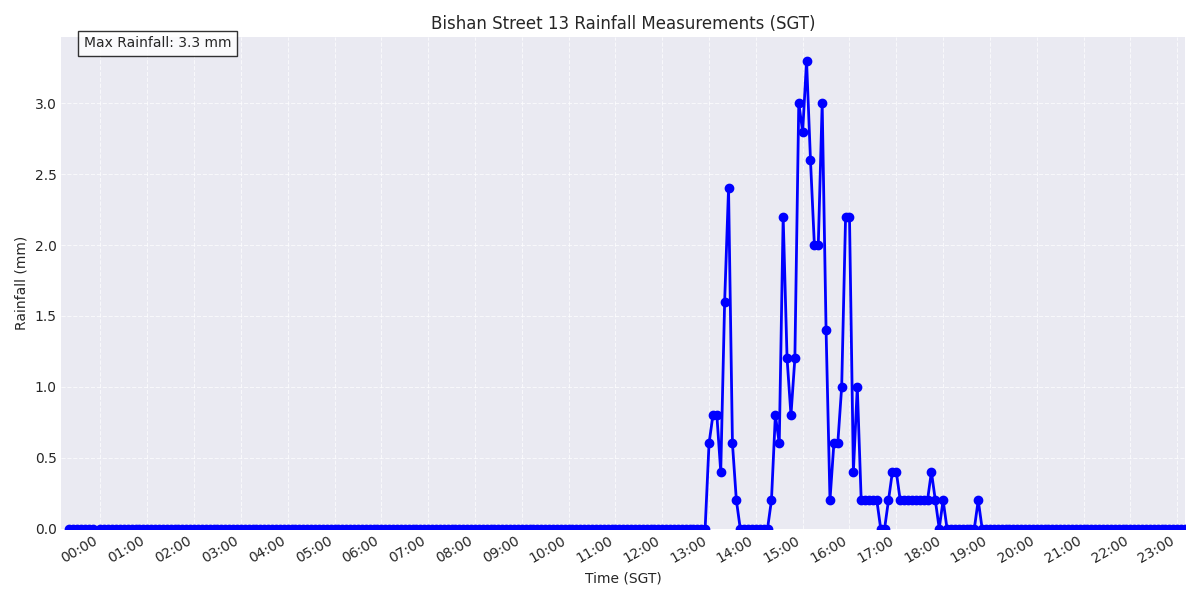 Bishan Street 13 Rainfall Measurements (SGT)
Max Rainfall: 3.3 mm
Rainfall (mm)
3.0
2.5
2.0
1.5
1.0
0.5
0.0
00:00 01:00 02:00 03:00 04:00 05:00 06:00 07:00 08:00 09:00 10:00 11:00 12:00 13:00 14:00 15:00 16:00 17:00 18:00 19:00 20:00 21:00 22:00 23:00
Time (SGT)